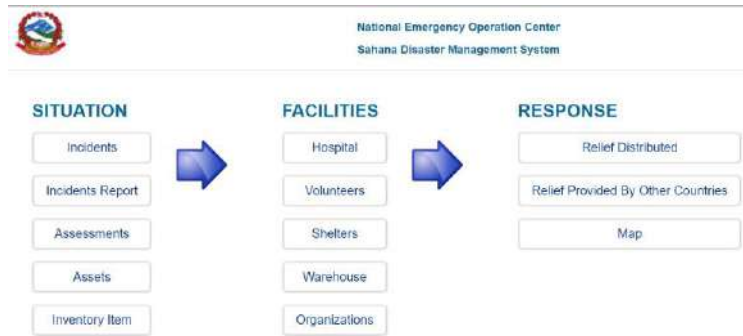 National Emergency Operation Center
Sahana Disaster Management System
SITUATION
Incidents
Incidents Report
Assessments
Assets
Inventory Item
FACILITIES
Hospital
Volunteers
Shelters
Warehouse
Organizations
RESPONSE
Relief Distributed
Relief Provided By Other Countries
Map